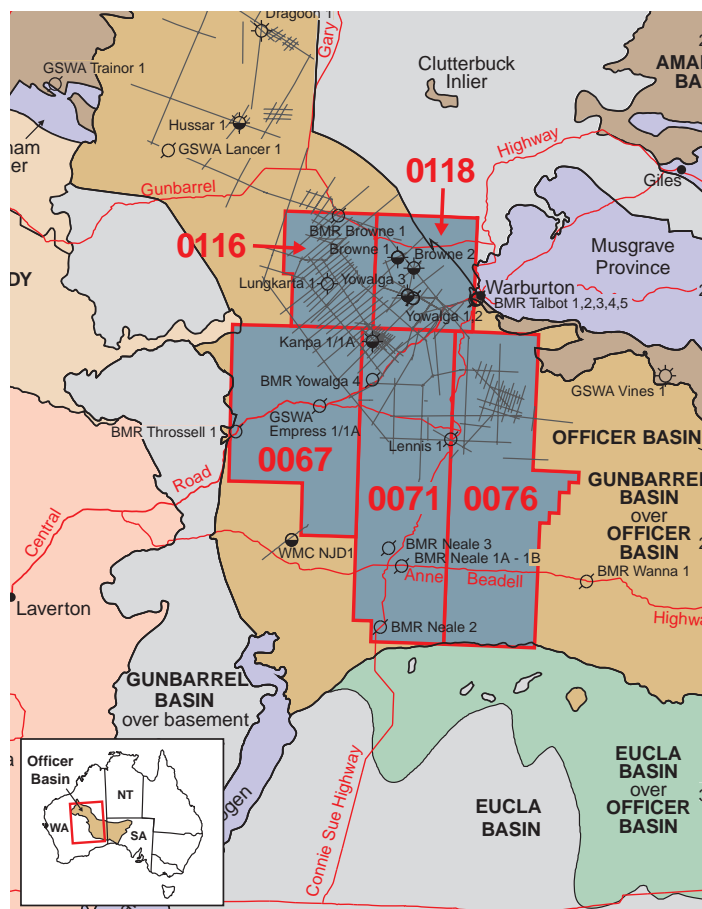 Dragoon 1
GSWA Trainor 1
Gary
Clutterbuck
Inlier
Hussar 1
GSWA Lancer 1
Highway
Giles
Gunbarrel
0118
0116
BMR Browne 1
Browne 1
Browne 2
Musgrave
Province
Lungkarta 1
Yowalga 3
Warburton
BMR Talbot 1,2,3,4,5
Yowalga 1,2
Kanpa 1/1A
BMR Yowalga 4
GSWA Vines 1
GSWA
Empress 1/1A
BMR Throssell 1
Lennis 1
OFFICER BASIN
0067
0071
0076
GUNBARREL
BASIN
over
OFFICER
BASIN
Road
Central
WMC NJD1
BMR Neale 3
BMR Neale 1A - 1B
Anne
Beadell
BMR Wanna 1
Laverton
Highwa
BMR Neale 2
GUNBARREL
BASIN
over basement
Officer
Basin
NT
WA
SA
ogen
Connie Sue Highway
EUCLA
BASIN
EUCLA
BASIN
over
OFFICER
BASIN
AMA
BA
am
er
DY